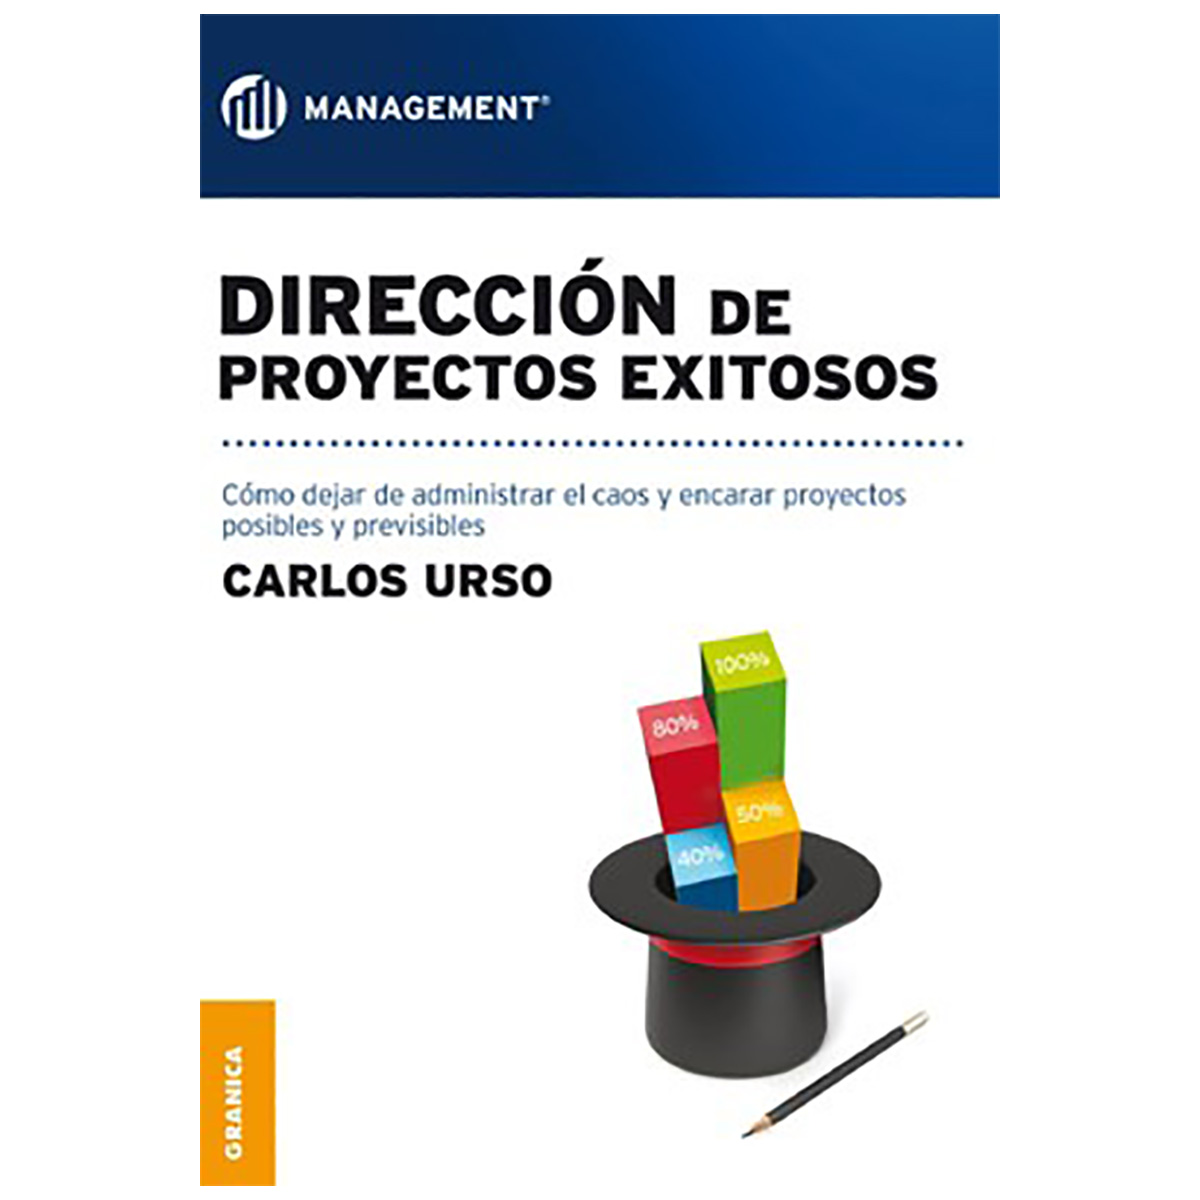 MANAGEMENT®
DIRECCIÓN DE
PROYECTOS EXITOSOS
Cómo dejar de administrar el caos y encarar proyectos
posibles y previsibles
CARLOS URSO
100%
80%
50%
40%
GRANICA